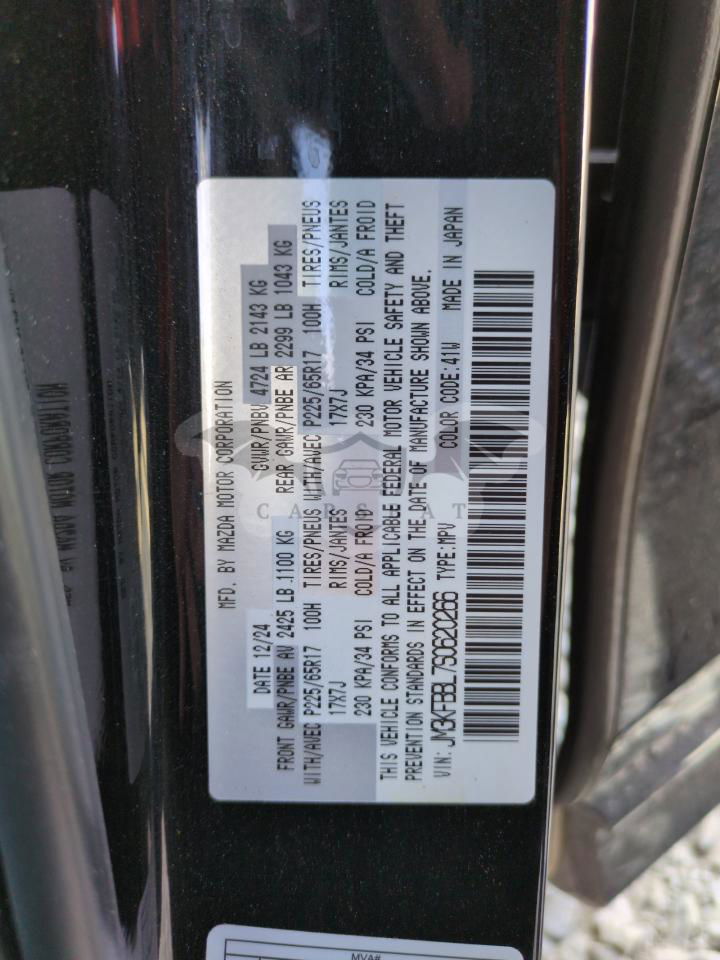 MFD. BY MAZDA MOTOR CORPORATION
DATE 12/24 GVWR/PNBV 4724 LB 2143 KG
FRONT GAWR/PNBE AV 2425 LB 1100 KG REAR GAWR/PNBE AR 2299 LB 1043 KG
WITH/AVEC P225/65R17 100H TIRES/PNEUS WITH/AVEC P225/65R17 100H TIRES/PNEUS
17X7J RIMS/JANTES 17X7J RIMS/JANTES
230 KPA/34 PSI COLD/A FROID 230 KPA/34 PSI COLD/A FROID
THIS VEHICLE CONFORMS TO ALL APPLICABLE FEDERAL MOTOR VEHICLE SAFETY AND THEFT
PREVENTION STANDARDS IN EFFECT ON THE DATE OF MANUFACTURE SHOWN ABOVE.
VIN: JM3KFBBL7S0620266 TYPE:MPV COLOR CODE:41W MADE IN JAPAN
CARCAT
MVA#